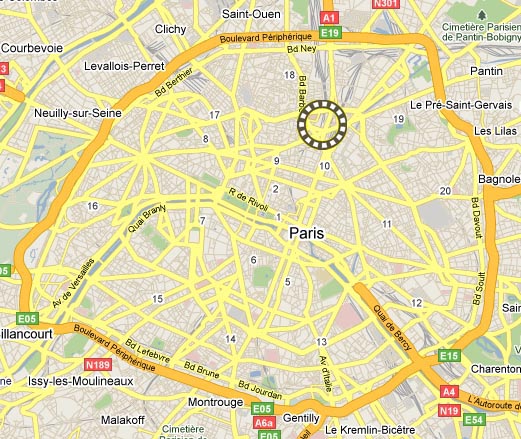 Saint-Ouen
A1
N301
Cimetière Parisien
de Pantin-Bobigny
Clichy
E19
Courbevoie
Boulevard Périphérique
Bd Ney
Levallois-Perret
18
Pantin
Bd Berthier
Bd Barb
Neuilly-sur-Seine
17
Le Pré-Saint-Gervais
19
Les Lilas
9
10
8
Bagnole
2
20
16
R de Rivoli
Quai Branly
7
1
Paris
Bd Davout
6
5
11
Av de Versailles
E05
15
12
Bd Soult
Quai de Bercy
E05
illancourt
Boulevard Périphérique
14
13
Bd Lefebvre
E15
N189
Bd Brune
Av d'Italie
Charenton
Issy-les-Moulineaux
Bd Jourdan
A4
Montrouge
E05
L'Autoroute de
N19
Malakoff
A6a
Gentilly
E54
Cimetière
E05
Le Kremlin-Bicêtre